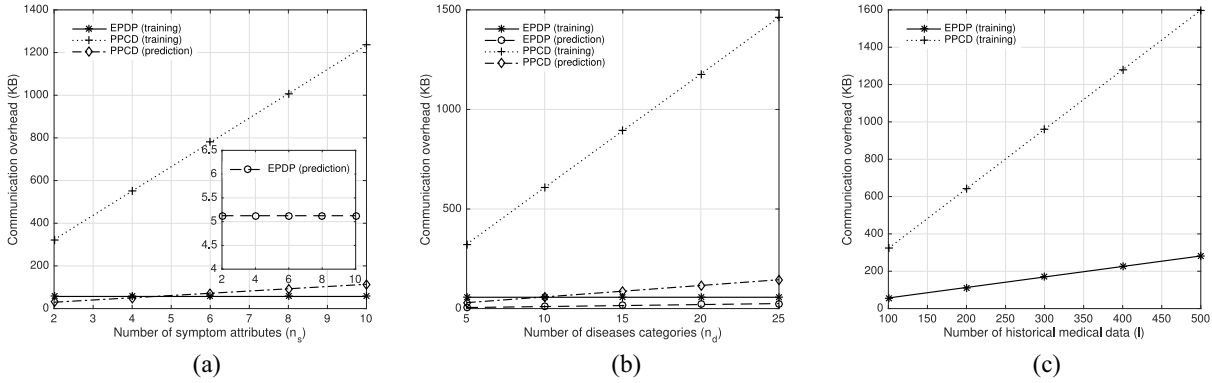 1400
1200
1000
800
600
400
200
0
Communication overhead (KB)
EPDP (training)
PPCD (training)
PPCD (prediction)
6.5
6
5.5
5
4.5
4
EPDP (prediction)
2 4 6 8 10
2 3 4 5 6 7 8 9 10
Number of symptom attributes (n_s)
(a)
1500
1000
500
0
Communication overhead (KB)
EPDP (training)
EPDP (prediction)
PPCD (training)
PPCD (prediction)
5 10 15 20 25
Number of diseases categories (n_d)
(b)
1600
1400
1200
1000
800
600
400
200
0
Communication overhead (KB)
EPDP (training)
PPCD (training)
100 150 200 250 300 350 400 450 500
Number of historical medical data (l)
(c)